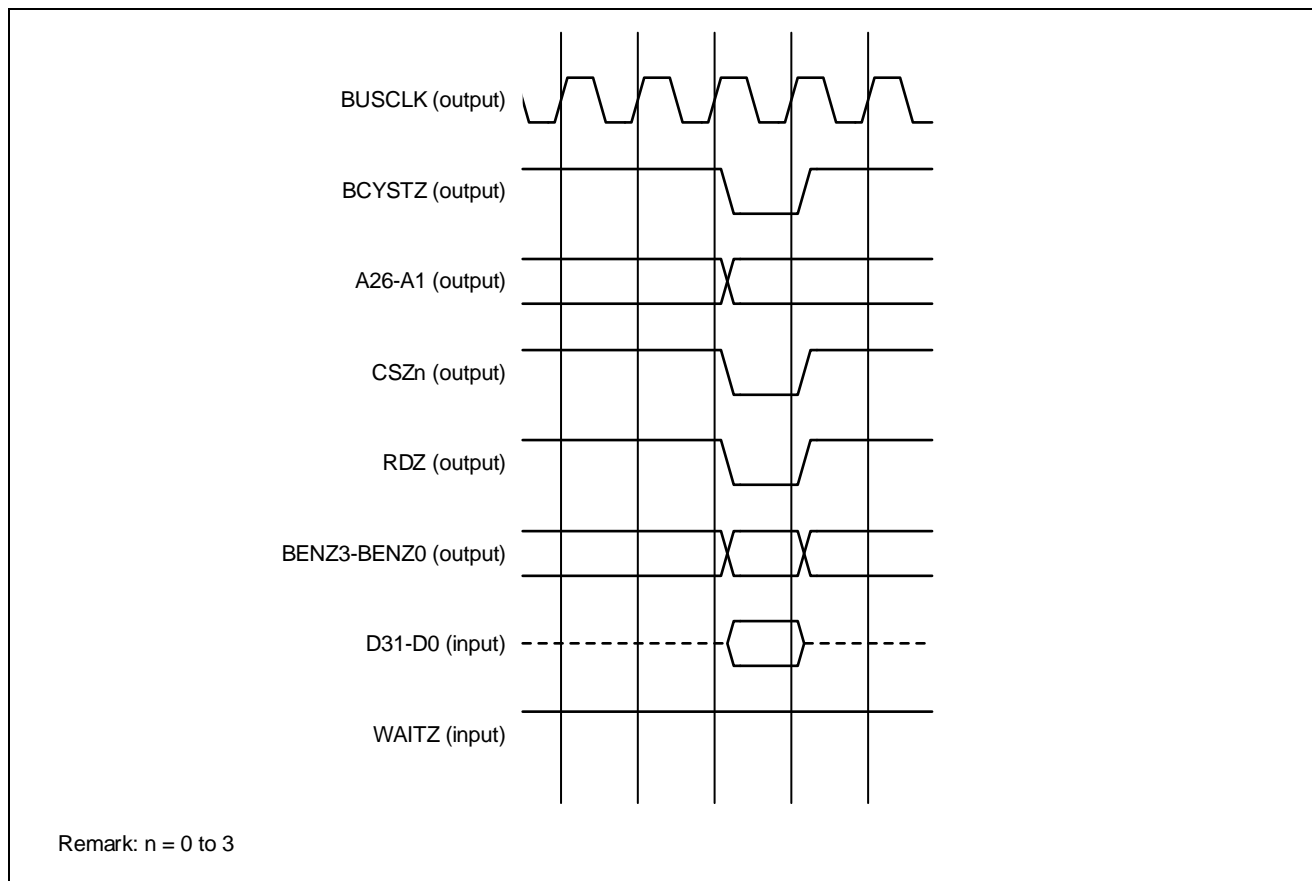 BUSCLK (output)
BCYSTZ (output)
A26-A1 (output)
CSZn (output)
RDZ (output)
BENZ3-BENZ0 (output)
D31-D0 (input)
WAITZ (input)
Remark: n = 0 to 3